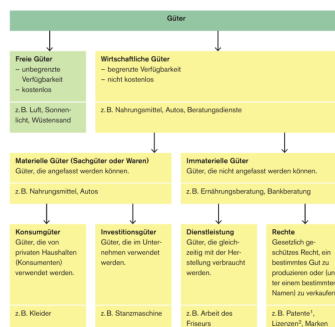 Güter
Freie Güter
– unbegrenzte
Verfügbarkeit
– kostenlos
z.B. Luft, Sonnen-
licht, Wüstensand
Wirtschaftliche Güter
– begrenzte Verfügbarkeit
– nicht kostenlos
z.B. Nahrungsmittel, Autos, Beratungsdienste
Materielle Güter (Sachgüter oder Waren)
Güter, die angefasst werden können.
z.B. Nahrungsmittel, Autos
Immaterielle Güter
Güter, die nicht angefasst werden können.
z.B. Ernährungsberatung, Bankberatung
Konsumgüter
Güter, die von
privaten Haushalten
(Konsumenten)
verwendet werden.
z.B. Kleider
Investitionsgüter
Güter, die im Unter-
nehmen verwendet
werden.
z.B. Stanzmaschine
Dienstleistung
Güter, die gleich-
zeitig mit der Her-
stellung verbraucht
werden.
z.B. Arbeit des
Friseurs
Rechte
Gesetzlich ge-
schütztes Recht, ein
bestimmtes Gut zu
produzieren oder (un
ter einem bestimmte
Namen) zu verkaufen
z.B. Patente¹,
Lizenzen², Marken